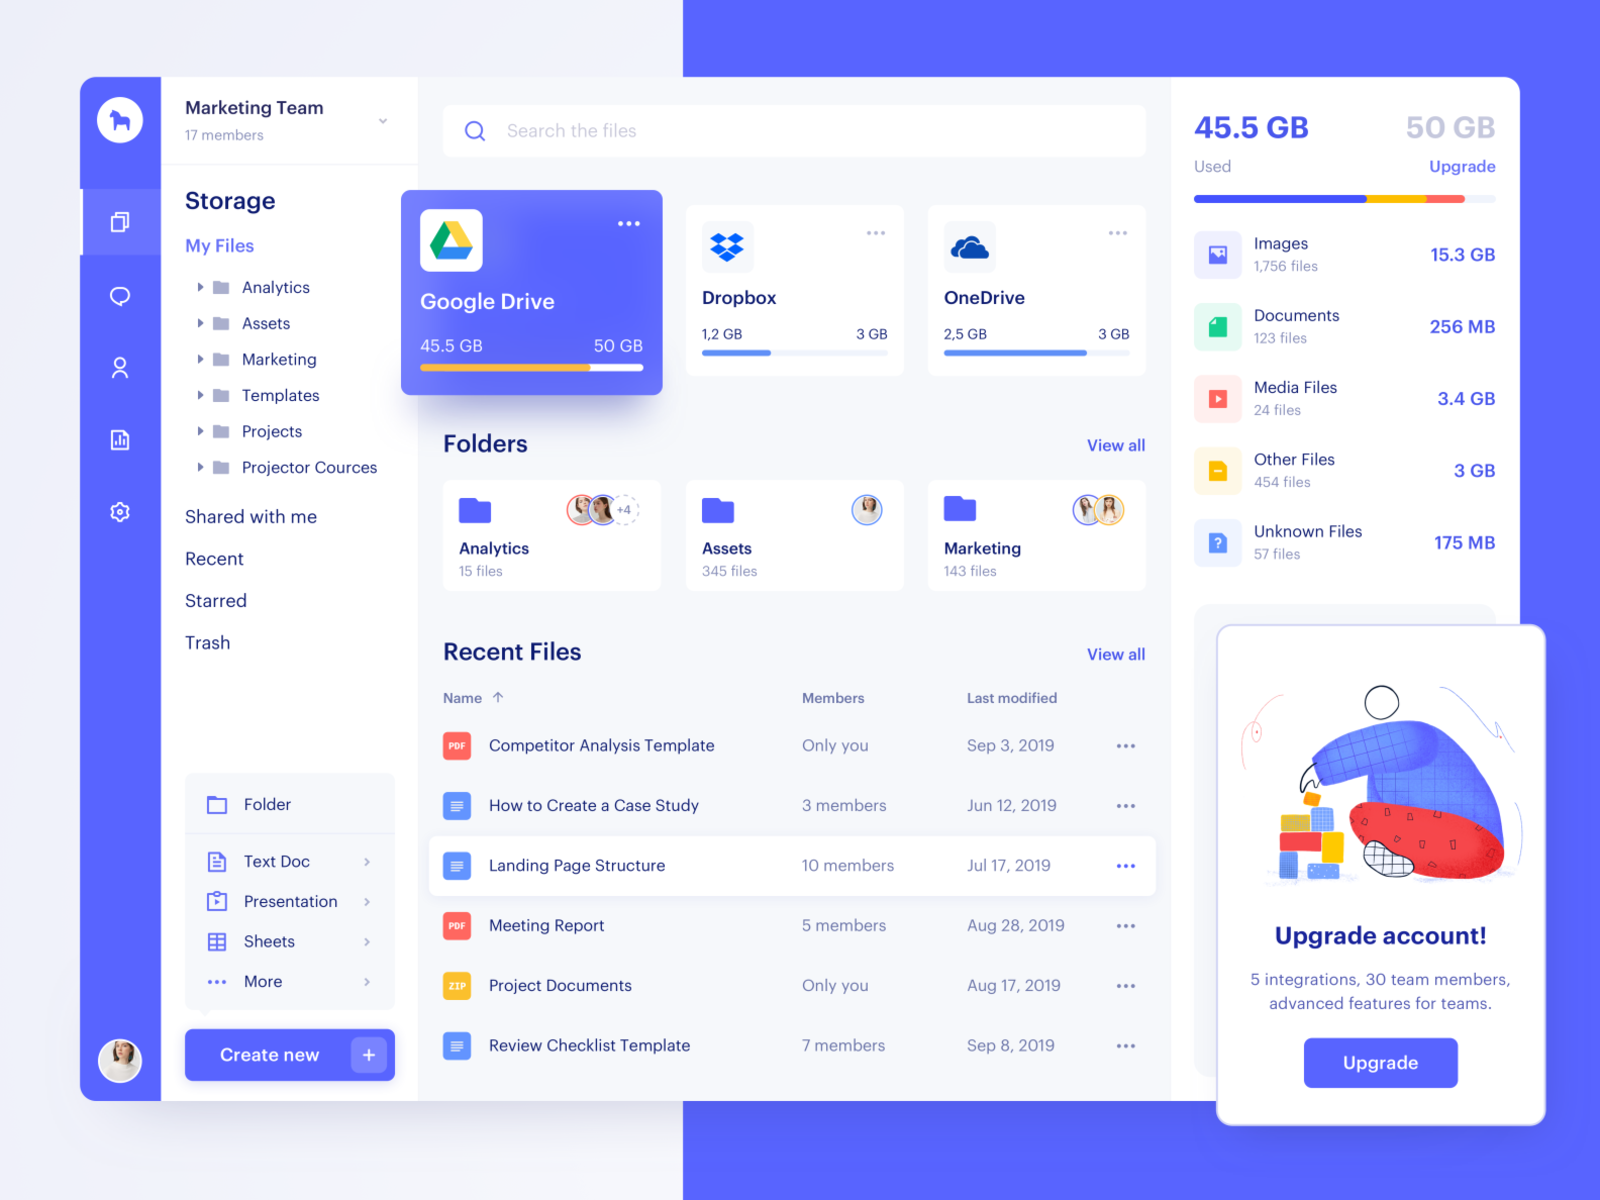 Marketing Team
17 members
Storage
My Files
Analytics
Assets
Marketing
Templates
Projects
Projector Cources
Shared with me
Recent
Starred
Trash
Folder
Text Doc
Presentation
Sheets
More
Create new +
Search the files
Google Drive
45.5 GB 50 GB
Dropbox
1,2 GB 3 GB
OneDrive
2,5 GB 3 GB
Folders View all
+4
Analytics
15 files
Assets
345 files
Marketing
143 files
Recent Files View all
Name Members Last modified
PDF Competitor Analysis Template Only you Sep 3, 2019
How to Create a Case Study 3 members Jun 12, 2019
Landing Page Structure 10 members Jul 17, 2019
PDF Meeting Report 5 members Aug 28, 2019
ZIP Project Documents Only you Aug 17, 2019
Review Checklist Template 7 members Sep 8, 2019
45.5 GB 50 GB
Used Upgrade
Images
1,756 files
15.3 GB
Documents
123 files
256 MB
Media Files
24 files
3.4 GB
Other Files
454 files
3 GB
?
Unknown Files
57 files
175 MB
Upgrade account!
5 integrations, 30 team members,
advanced features for teams.
Upgrade